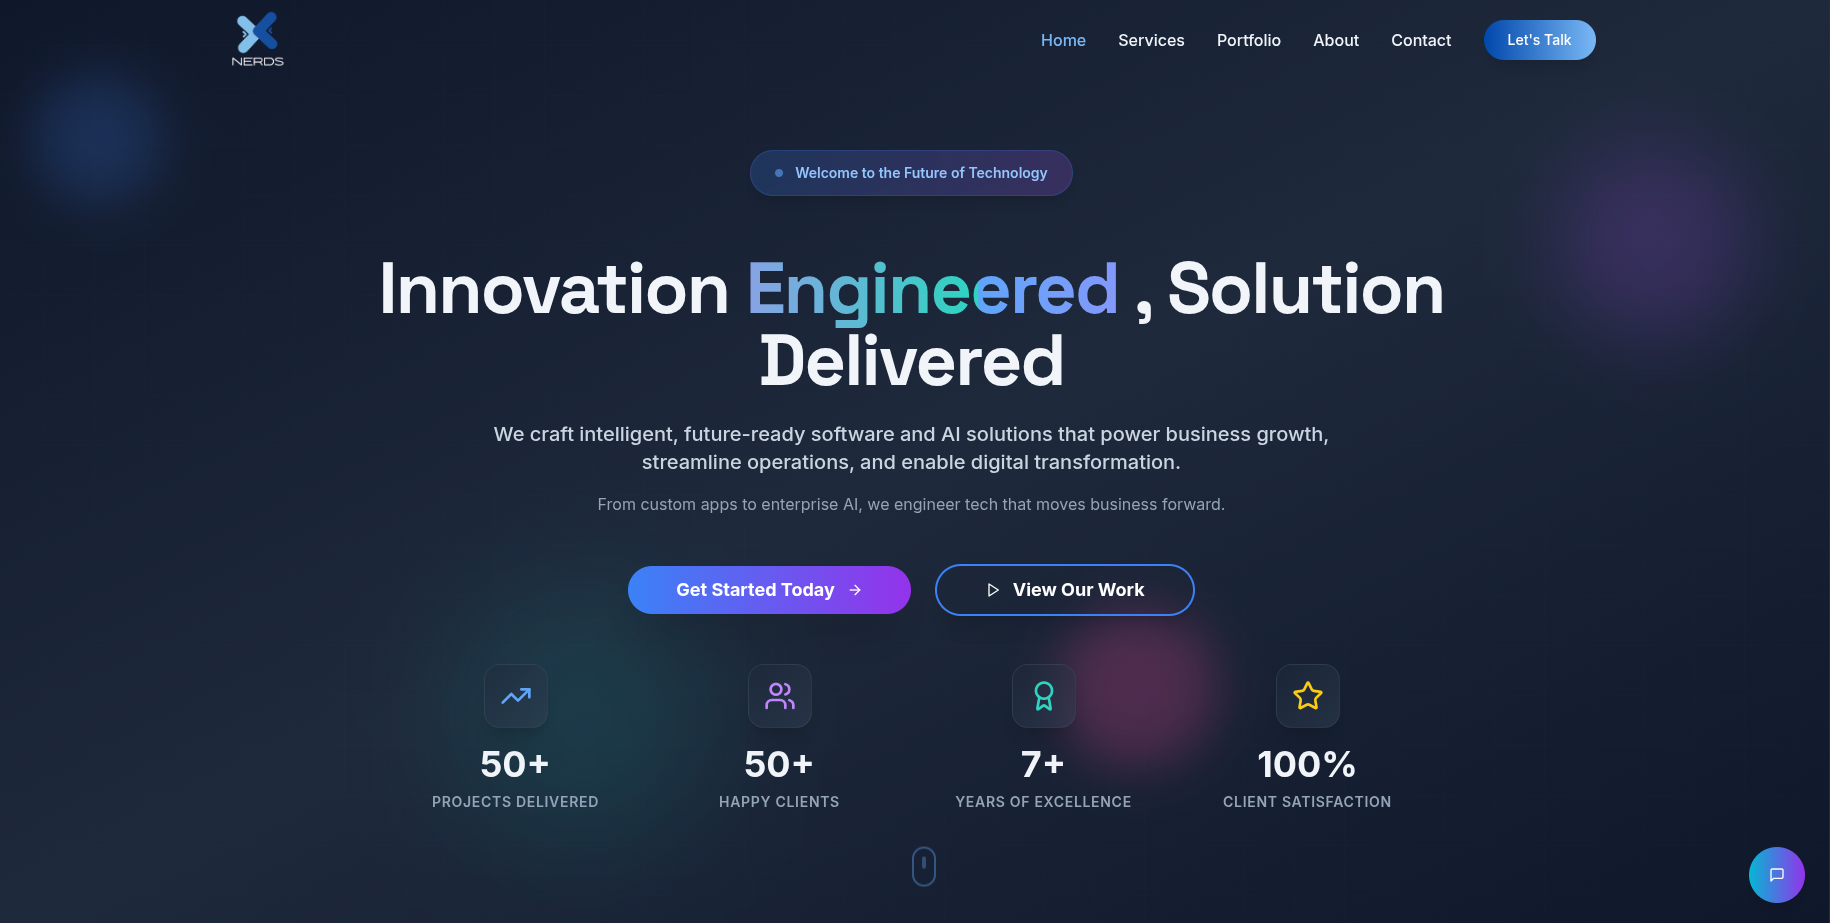 NERDS
Home Services Portfolio About Contact Let's Talk
Welcome to the Future of Technology
Innovation Engineered , Solution
Delivered
We craft intelligent, future-ready software and AI solutions that power business growth,
streamline operations, and enable digital transformation.
From custom apps to enterprise AI, we engineer tech that moves business forward.
Get Started Today View Our Work
50+ 50+ 7+ 100%
PROJECTS DELIVERED HAPPY CLIENTS YEARS OF EXCELLENCE CLIENT SATISFACTION